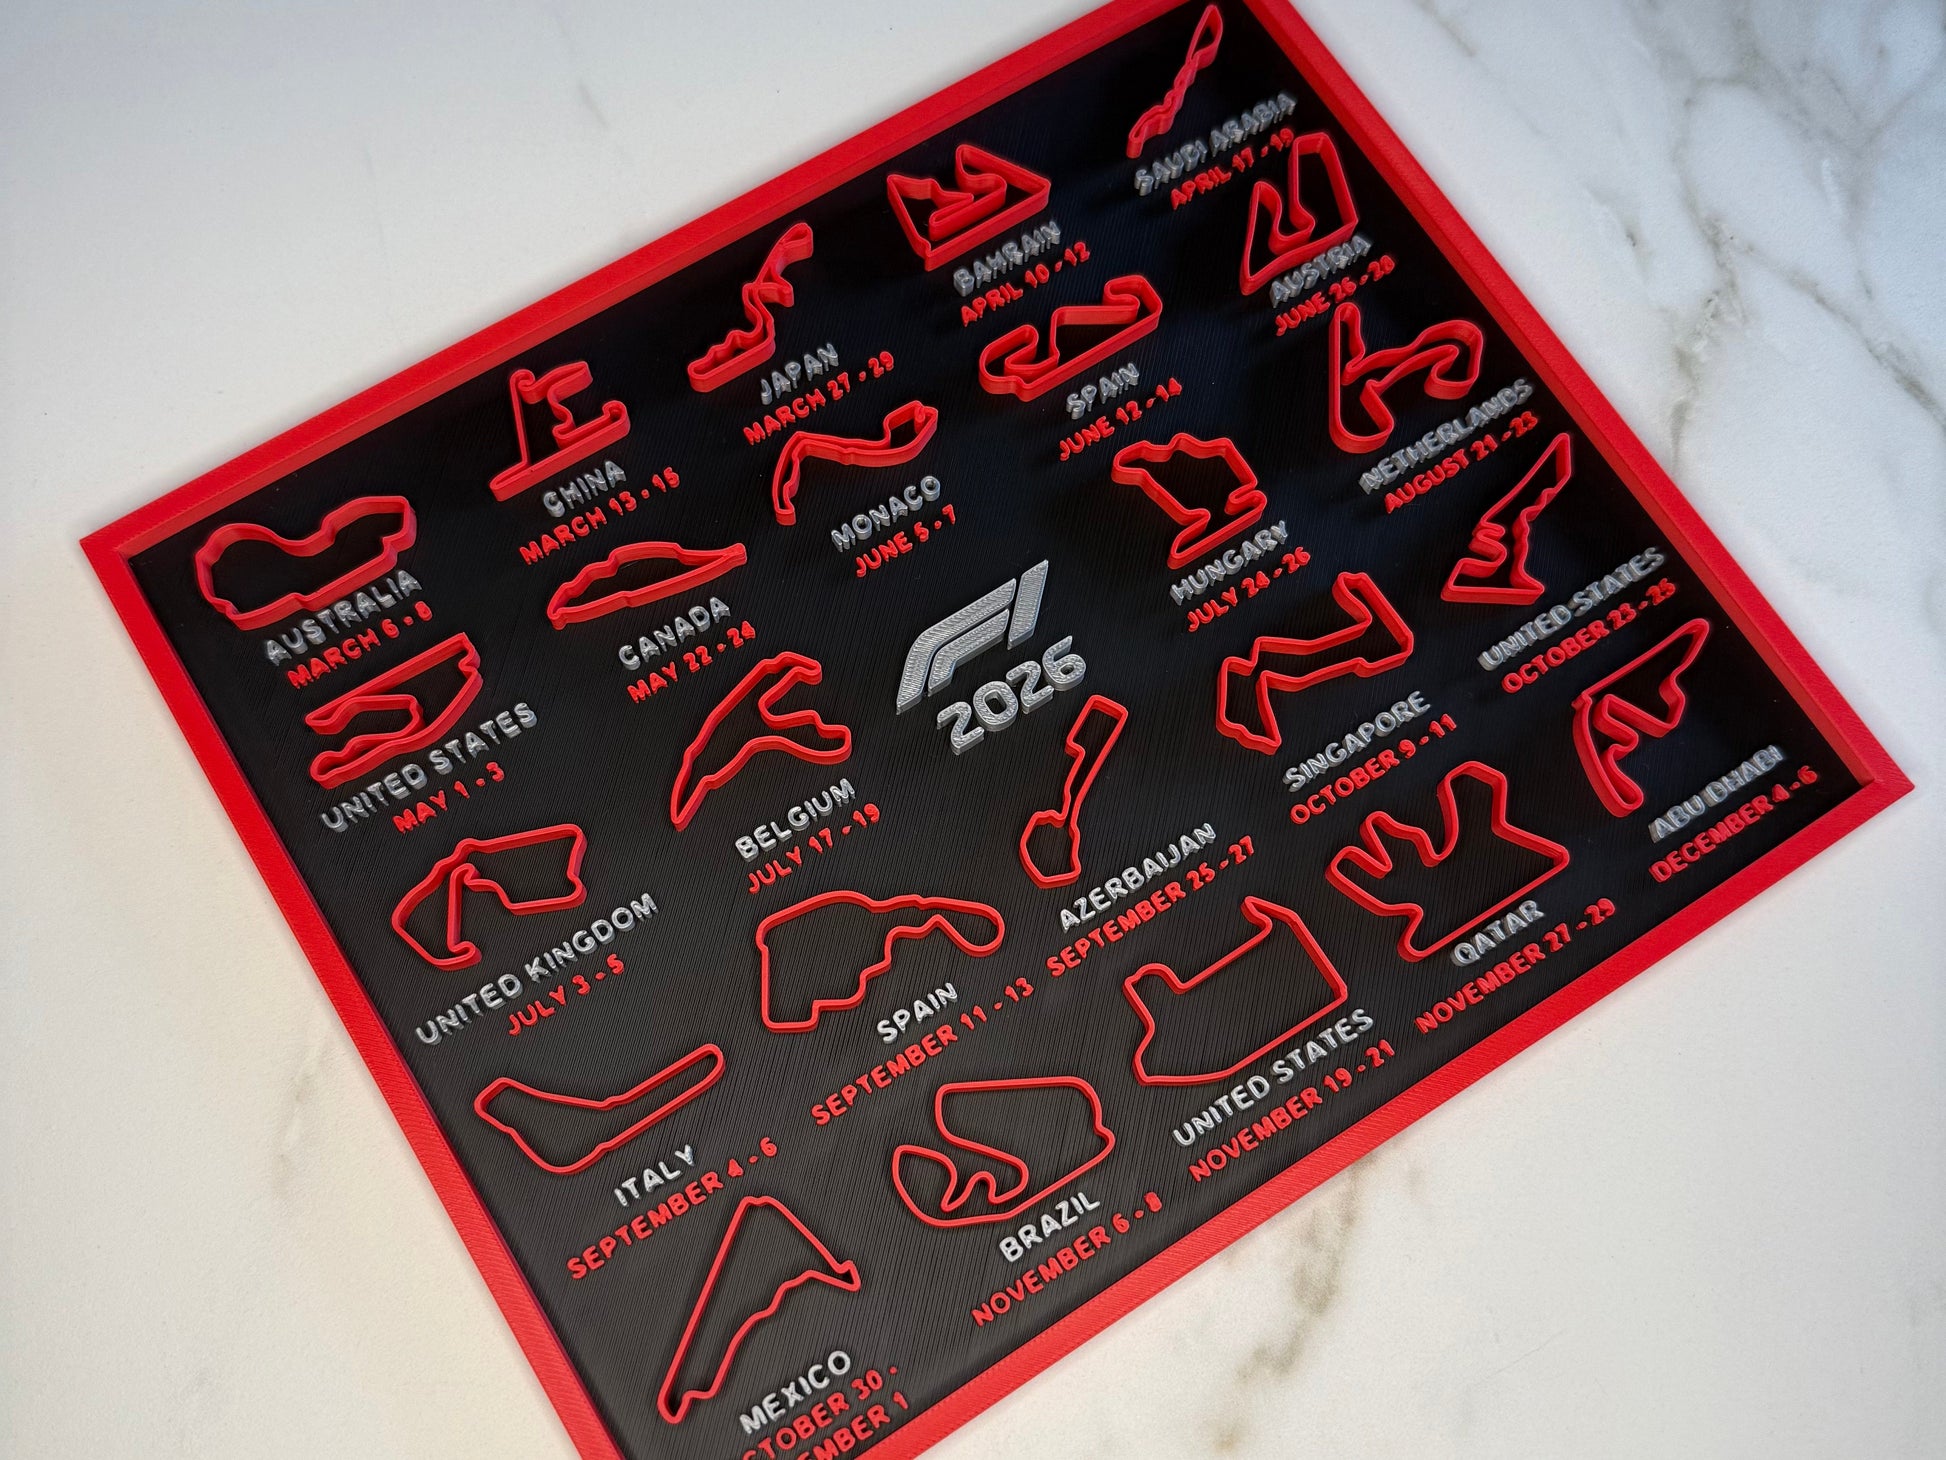 AUSTRALIA
MARCH 6 - 8
CHINA
MARCH 13 - 15
JAPAN
MARCH 27 - 29
BAHRAIN
APRIL 10 - 12
SAUDI ARABIA
APRIL 17 - 19
UNITED STATES
MAY 1 - 3
CANADA
MAY 22 - 24
MONACO
JUNE 5 - 7
SPAIN
JUNE 12 - 14
AUSTRIA
JUNE 26 - 28
UNITED KINGDOM
JULY 3 - 5
BELGIUM
JULY 17 - 19
F1
2026
HUNGARY
JULY 24 - 26
NETHERLANDS
AUGUST 21 - 23
ITALY
SEPTEMBER 4 - 6
SPAIN
SEPTEMBER 11 - 13
AZERBAIJAN
SEPTEMBER 25 - 27
SINGAPORE
OCTOBER 9 - 11
UNITED STATES
OCTOBER 23 - 25
MEXICO
CTOBER 30 -
EMBER 1
BRAZIL
NOVEMBER 6 - 8
UNITED STATES
NOVEMBER 19 - 21
QATAR
NOVEMBER 27 - 29
ABU DHABI
DECEMBER 4 - 6